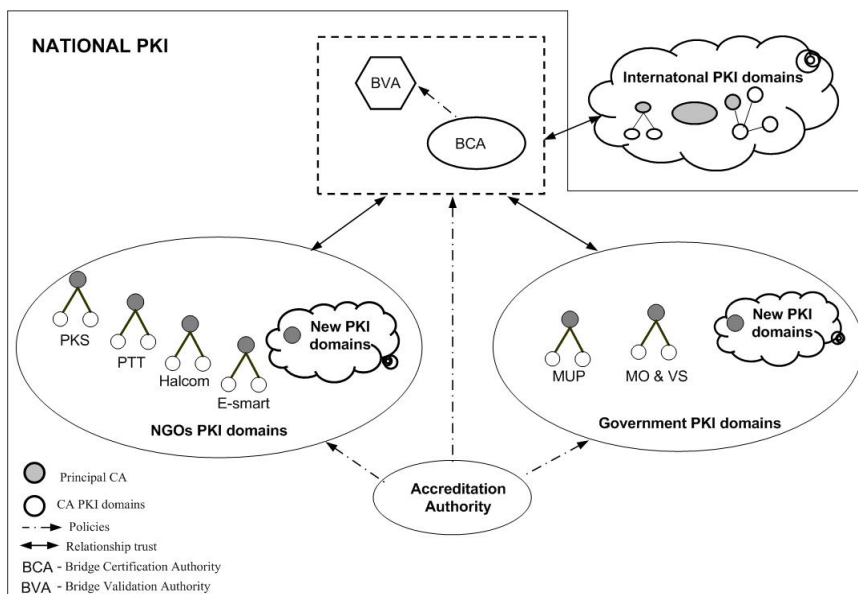 NATIONAL PKI
BVA
BCA
Internatonal PKI domains
PKS
PTT
Halcom
E-smart
New PKI
domains
NGOs PKI domains
MUP
MO & VS
New PKI
domains
Government PKI domains
Accreditation
Authority
Principal CA
CA PKI domains
Policies
Relationship trust
BCA - Bridge Certification Authority
BVA - Bridge Validation Authority